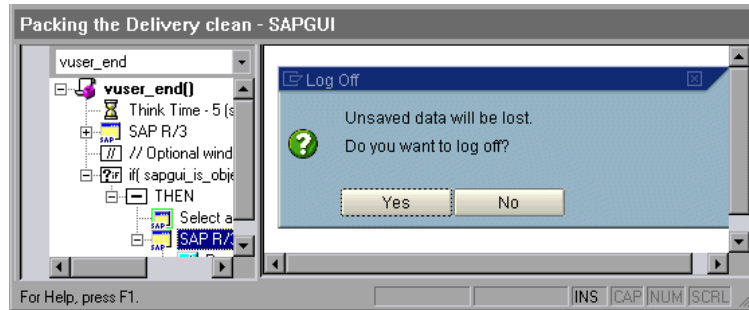 Packing the Delivery clean - SAPGUI
vuser_end
vuser_end()
Think Time - 5 (s
SAP R/3
// // Optional wind
?IF if( sapgui_is_obje
THEN
Select a
SAP R/3
Log Off
Unsaved data will be lost.
Do you want to log off?
Yes No
For Help, press F1.
INS CAP NUM SCRL